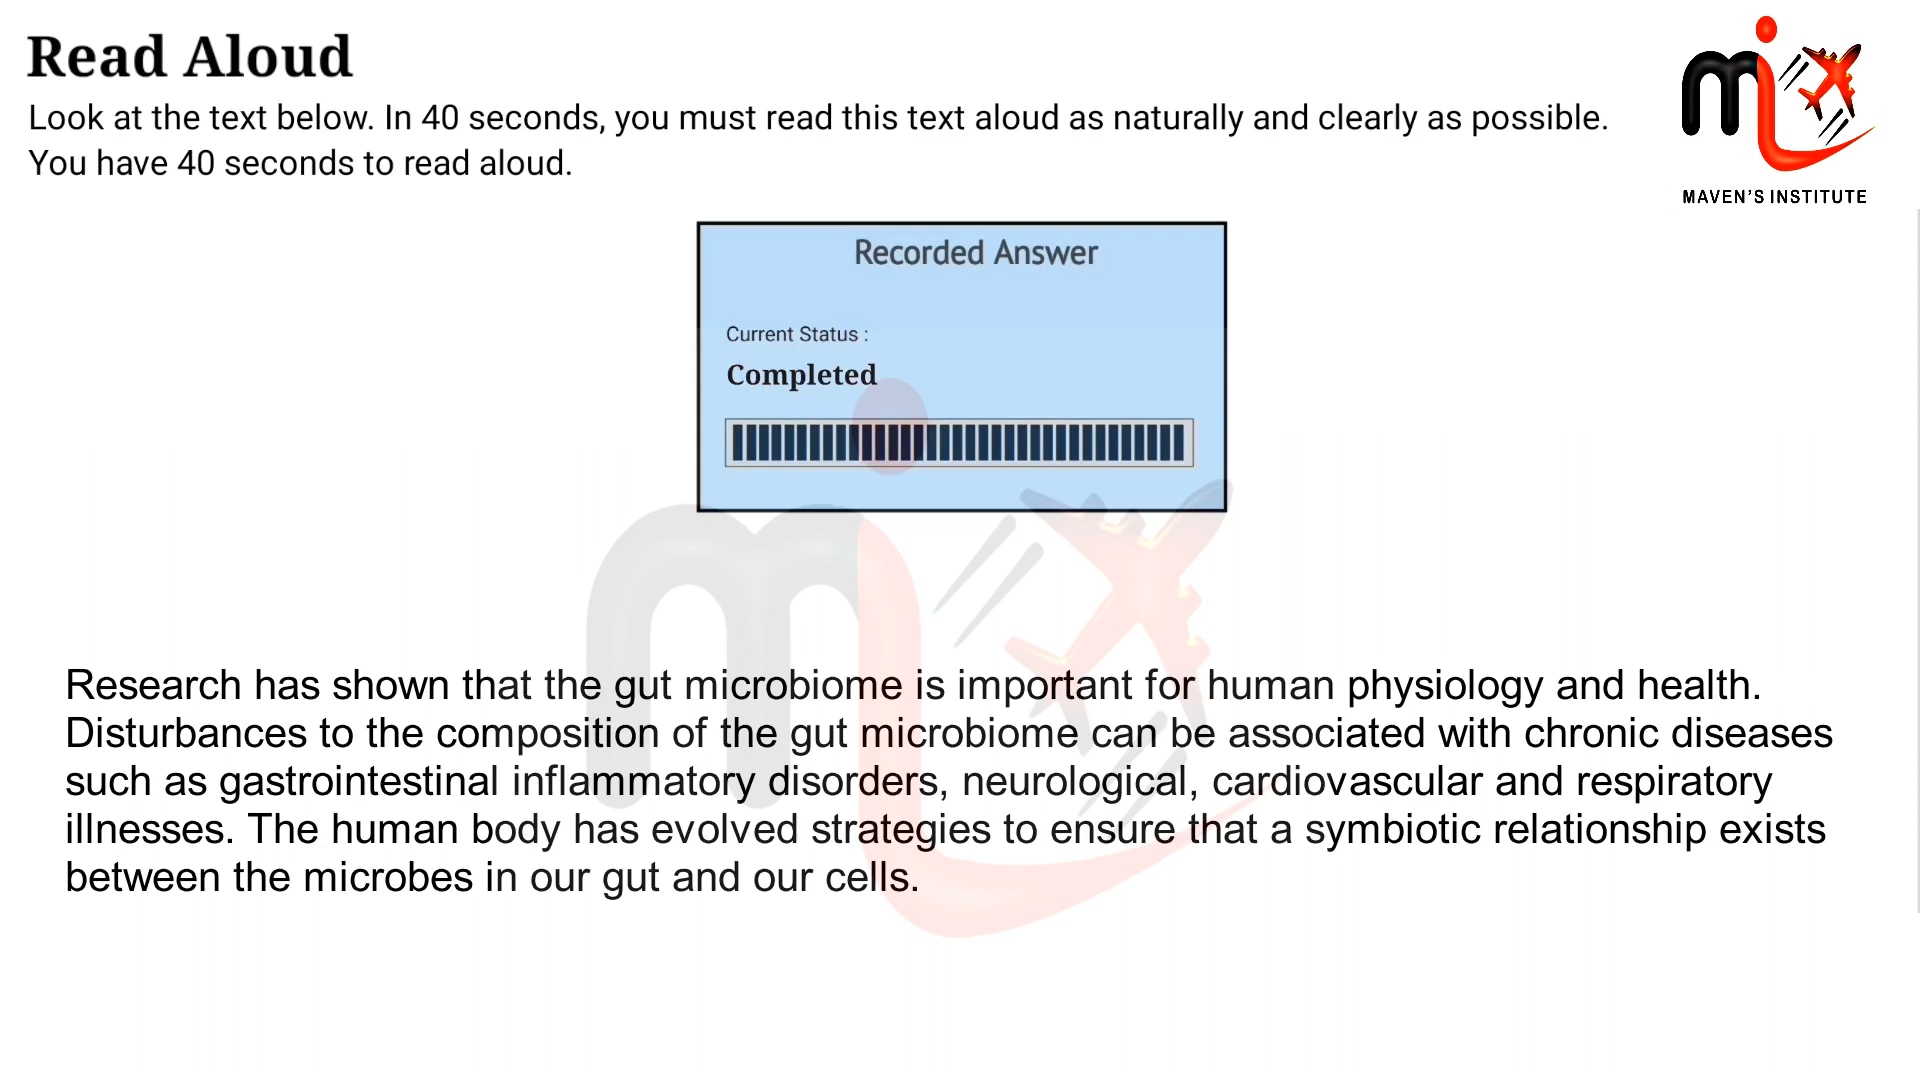 Read Aloud
Look at the text below. In 40 seconds, you must read this text aloud as naturally and clearly as possible.
You have 40 seconds to read aloud.
MAVEN'S INSTITUTE
Recorded Answer
Current Status :
Completed
Research has shown that the gut microbiome is important for human physiology and health.
Disturbances to the composition of the gut microbiome can be associated with chronic diseases
such as gastrointestinal inflammatory disorders, neurological, cardiovascular and respiratory
illnesses. The human body has evolved strategies to ensure that a symbiotic relationship exists
between the microbes in our gut and our cells.